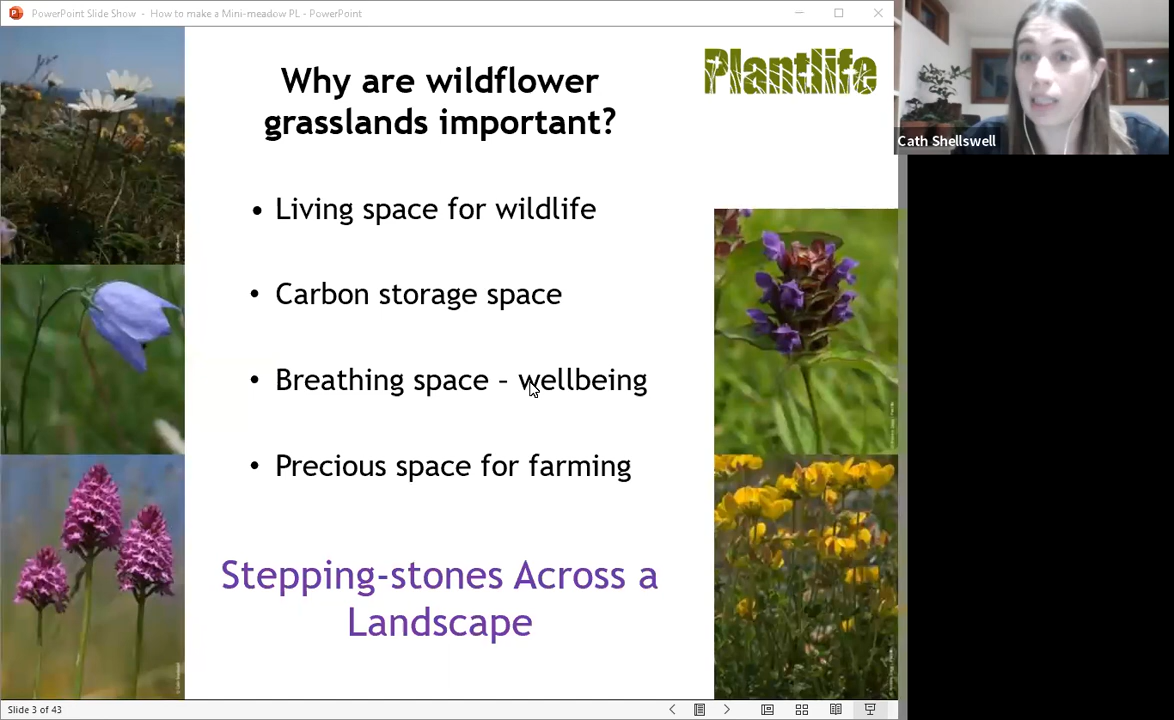 PowerPoint Slide Show - How to make a Mini-meadow PL - PowerPoint
Why are wildflower
grasslands important?
Plantlife
Cath Shellswell
• Living space for wildlife
• Carbon storage space
• Breathing space – wellbeing
• Precious space for farming
Stepping-stones Across a
Landscape
Slide 3 of 43